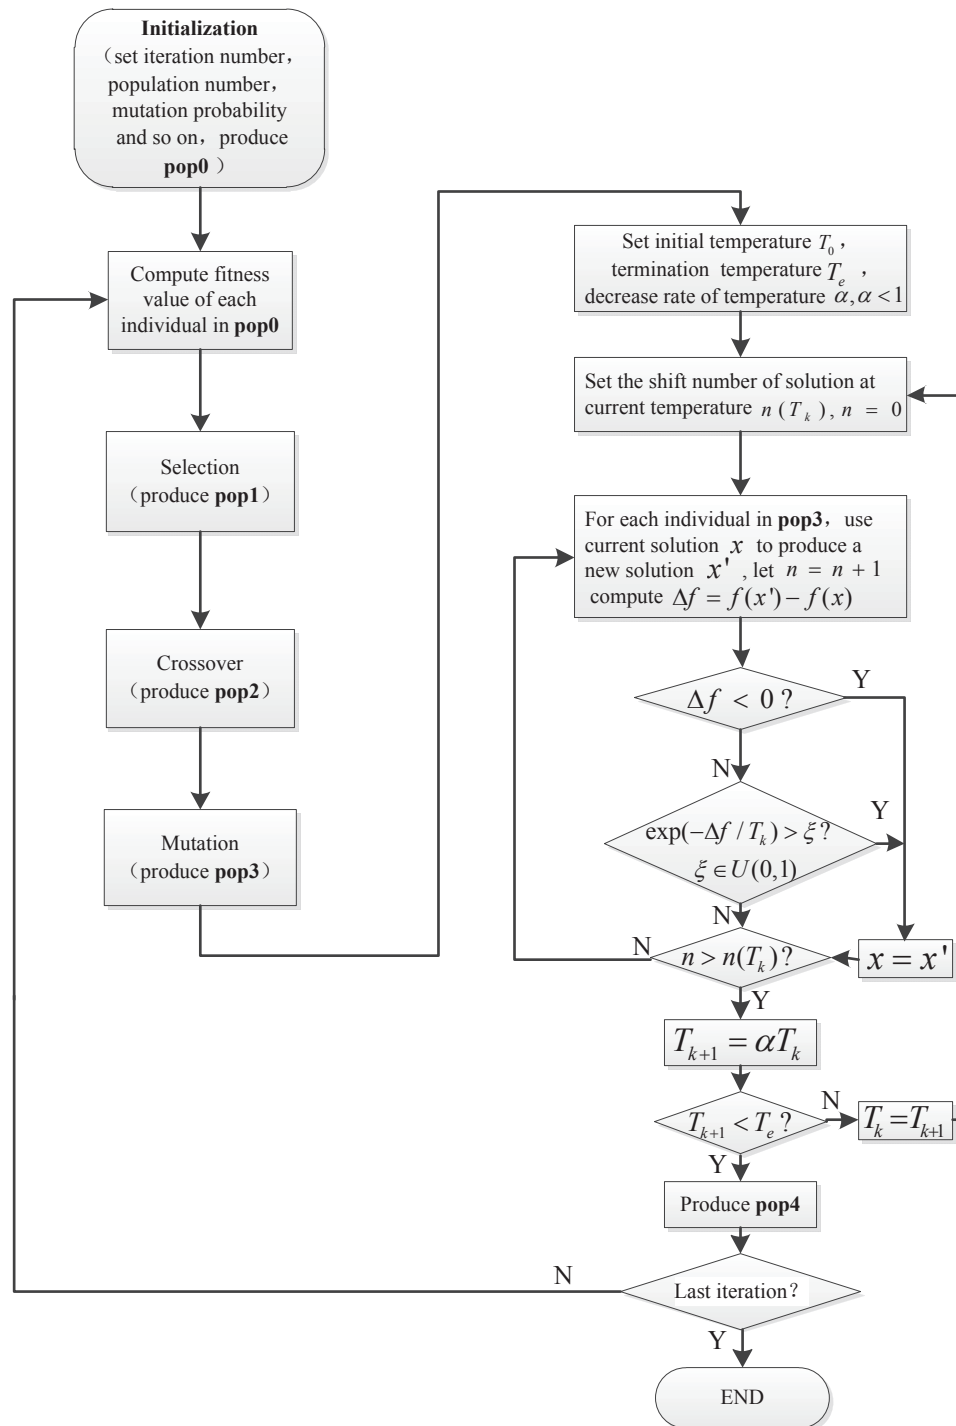 Initialization
（set iteration number，
population number，
mutation probability
and so on，produce
pop0 ）
Compute fitness
value of each
individual in pop0
Selection
（produce pop1）
Crossover
（produce pop2）
Mutation
（produce pop3）
Set initial temperature T₀ ,
termination temperature Tₑ ,
decrease rate of temperature α, α < 1
Set the shift number of solution at
current temperature n ( Tₖ ) , n = 0
For each individual in pop3，use
current solution x to produce a
new solution x' , let n = n + 1
compute Δf = f(x') − f(x)
Δf < 0 ?
Y
N
exp(−Δf / Tₖ) > ξ?
ξ ∈ U(0,1)
Y
N
n > n(Tₖ)?
N
x = x'
Y
Tₖ₊₁ = αTₖ
Tₖ₊₁ < Tₑ ?
N
Tₖ = Tₖ₊₁
Y
Produce pop4
Last iteration？
N
Y
END